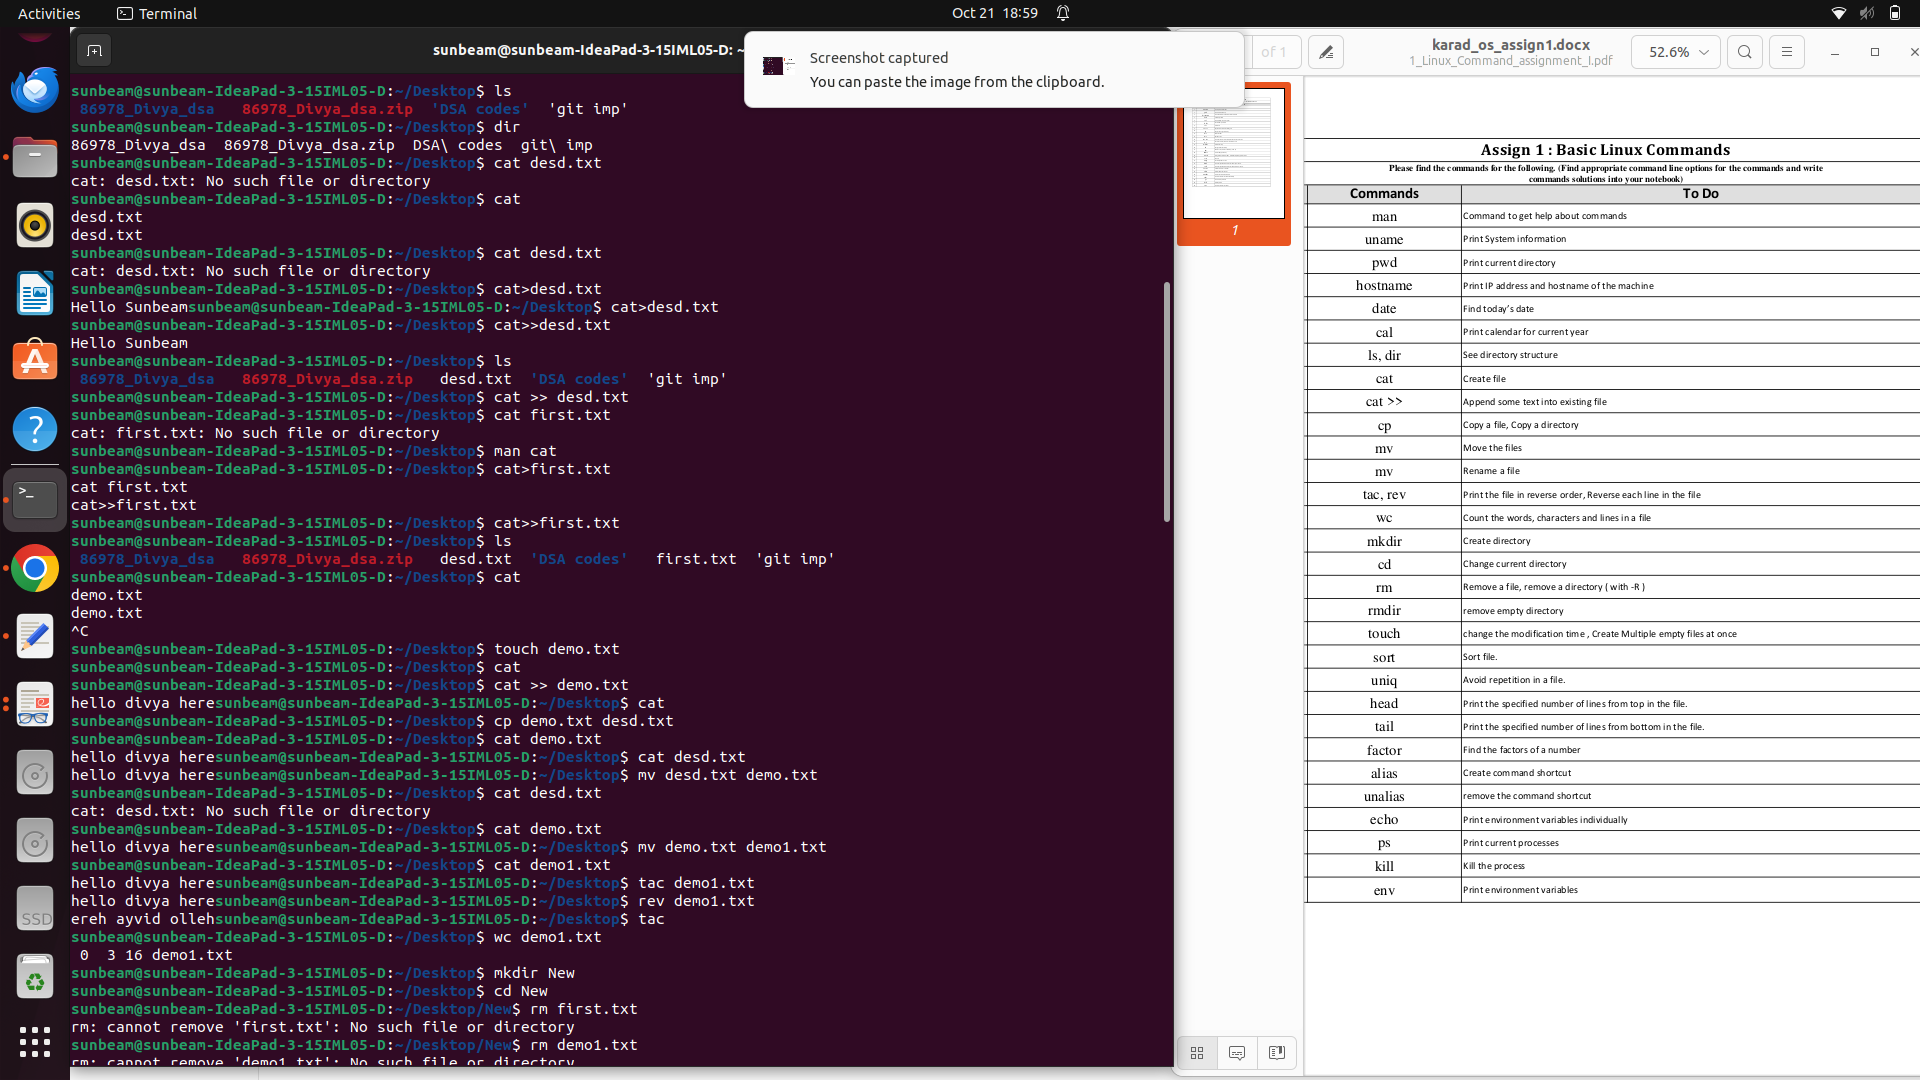 Activities
Terminal
Oct 21 18:59
sunbeam@sunbeam-IdeaPad-3-15IML05-D: ~
Screenshot captured
You can paste the image from the clipboard.
of 1
karad_os_assign1.docx
1_Linux_Command_assignment_I.pdf
52.6%
sunbeam@sunbeam-IdeaPad-3-15IML05-D:~/Desktop$ ls
86978_Divya_dsa 86978_Divya_dsa.zip 'DSA codes' 'git imp'
sunbeam@sunbeam-IdeaPad-3-15IML05-D:~/Desktop$ dir
86978_Divya_dsa 86978_Divya_dsa.zip DSA\ codes git\ imp
sunbeam@sunbeam-IdeaPad-3-15IML05-D:~/Desktop$ cat desd.txt
cat: desd.txt: No such file or directory
sunbeam@sunbeam-IdeaPad-3-15IML05-D:~/Desktop$ cat
desd.txt
desd.txt
sunbeam@sunbeam-IdeaPad-3-15IML05-D:~/Desktop$ cat desd.txt
cat: desd.txt: No such file or directory
sunbeam@sunbeam-IdeaPad-3-15IML05-D:~/Desktop$ cat>desd.txt
Hello Sunbeamsunbeam@sunbeam-IdeaPad-3-15IML05-D:~/Desktop$ cat>desd.txt
sunbeam@sunbeam-IdeaPad-3-15IML05-D:~/Desktop$ cat>>desd.txt
Hello Sunbeam
sunbeam@sunbeam-IdeaPad-3-15IML05-D:~/Desktop$ ls
86978_Divya_dsa 86978_Divya_dsa.zip desd.txt 'DSA codes' 'git imp'
sunbeam@sunbeam-IdeaPad-3-15IML05-D:~/Desktop$ cat >> desd.txt
sunbeam@sunbeam-IdeaPad-3-15IML05-D:~/Desktop$ cat first.txt
cat: first.txt: No such file or directory
sunbeam@sunbeam-IdeaPad-3-15IML05-D:~/Desktop$ man cat
sunbeam@sunbeam-IdeaPad-3-15IML05-D:~/Desktop$ cat>first.txt
cat first.txt
cat>>first.txt
sunbeam@sunbeam-IdeaPad-3-15IML05-D:~/Desktop$ cat>>first.txt
sunbeam@sunbeam-IdeaPad-3-15IML05-D:~/Desktop$ ls
86978_Divya_dsa 86978_Divya_dsa.zip desd.txt 'DSA codes' first.txt 'git imp'
sunbeam@sunbeam-IdeaPad-3-15IML05-D:~/Desktop$ cat
demo.txt
demo.txt
^C
sunbeam@sunbeam-IdeaPad-3-15IML05-D:~/Desktop$ touch demo.txt
sunbeam@sunbeam-IdeaPad-3-15IML05-D:~/Desktop$ cat
sunbeam@sunbeam-IdeaPad-3-15IML05-D:~/Desktop$ cat >> demo.txt
hello divya heresunbeam@sunbeam-IdeaPad-3-15IML05-D:~/Desktop$ cat
sunbeam@sunbeam-IdeaPad-3-15IML05-D:~/Desktop$ cp demo.txt desd.txt
sunbeam@sunbeam-IdeaPad-3-15IML05-D:~/Desktop$ cat demo.txt
hello divya heresunbeam@sunbeam-IdeaPad-3-15IML05-D:~/Desktop$ cat desd.txt
hello divya heresunbeam@sunbeam-IdeaPad-3-15IML05-D:~/Desktop$ mv desd.txt demo.txt
sunbeam@sunbeam-IdeaPad-3-15IML05-D:~/Desktop$ cat desd.txt
cat: desd.txt: No such file or directory
sunbeam@sunbeam-IdeaPad-3-15IML05-D:~/Desktop$ cat demo.txt
hello divya heresunbeam@sunbeam-IdeaPad-3-15IML05-D:~/Desktop$ mv demo.txt demo1.txt
sunbeam@sunbeam-IdeaPad-3-15IML05-D:~/Desktop$ cat demo1.txt
hello divya heresunbeam@sunbeam-IdeaPad-3-15IML05-D:~/Desktop$ tac demo1.txt
hello divya heresunbeam@sunbeam-IdeaPad-3-15IML05-D:~/Desktop$ rev demo1.txt
ereh ayvid ollehsunbeam@sunbeam-IdeaPad-3-15IML05-D:~/Desktop$ tac
sunbeam@sunbeam-IdeaPad-3-15IML05-D:~/Desktop$ wc demo1.txt
0 3 16 demo1.txt
sunbeam@sunbeam-IdeaPad-3-15IML05-D:~/Desktop$ mkdir New
sunbeam@sunbeam-IdeaPad-3-15IML05-D:~/Desktop$ cd New
sunbeam@sunbeam-IdeaPad-3-15IML05-D:~/Desktop/New$ rm first.txt
rm: cannot remove 'first.txt': No such file or directory
sunbeam@sunbeam-IdeaPad-3-15IML05-D:~/Desktop/New$ rm demo1.txt
rm: cannot remove 'demo1.txt': No such file or directory
SSD
1
Assign 1 : Basic Linux Commands
Please find the commands for the following. (Find appropriate command line options for the commands and write
commands solutions into your notebook)
Commands To Do
man Command to get help about commands
uname Print System information
pwd Print current directory
hostname Print IP address and hostname of the machine
date Find today's date
cal Print calendar for current year
ls, dir See directory structure
cat Create file
cat >> Append some text into existing file
cp Copy a file, Copy a directory
mv Move the files
mv Rename a file
tac, rev Print the file in reverse order, Reverse each line in the file
wc Count the words, characters and lines in a file
mkdir Create directory
cd Change current directory
rm Remove a file, remove a directory ( with -R )
rmdir remove empty directory
touch change the modification time , Create Multiple empty files at once
sort Sort file.
uniq Avoid repetition in a file.
head Print the specified number of lines from top in the file.
tail Print the specified number of lines from bottom in the file.
factor Find the factors of a number
alias Create command shortcut
unalias remove the command shortcut
echo Print environment variables individually
ps Print current processes
kill Kill the process
env Print environment variables